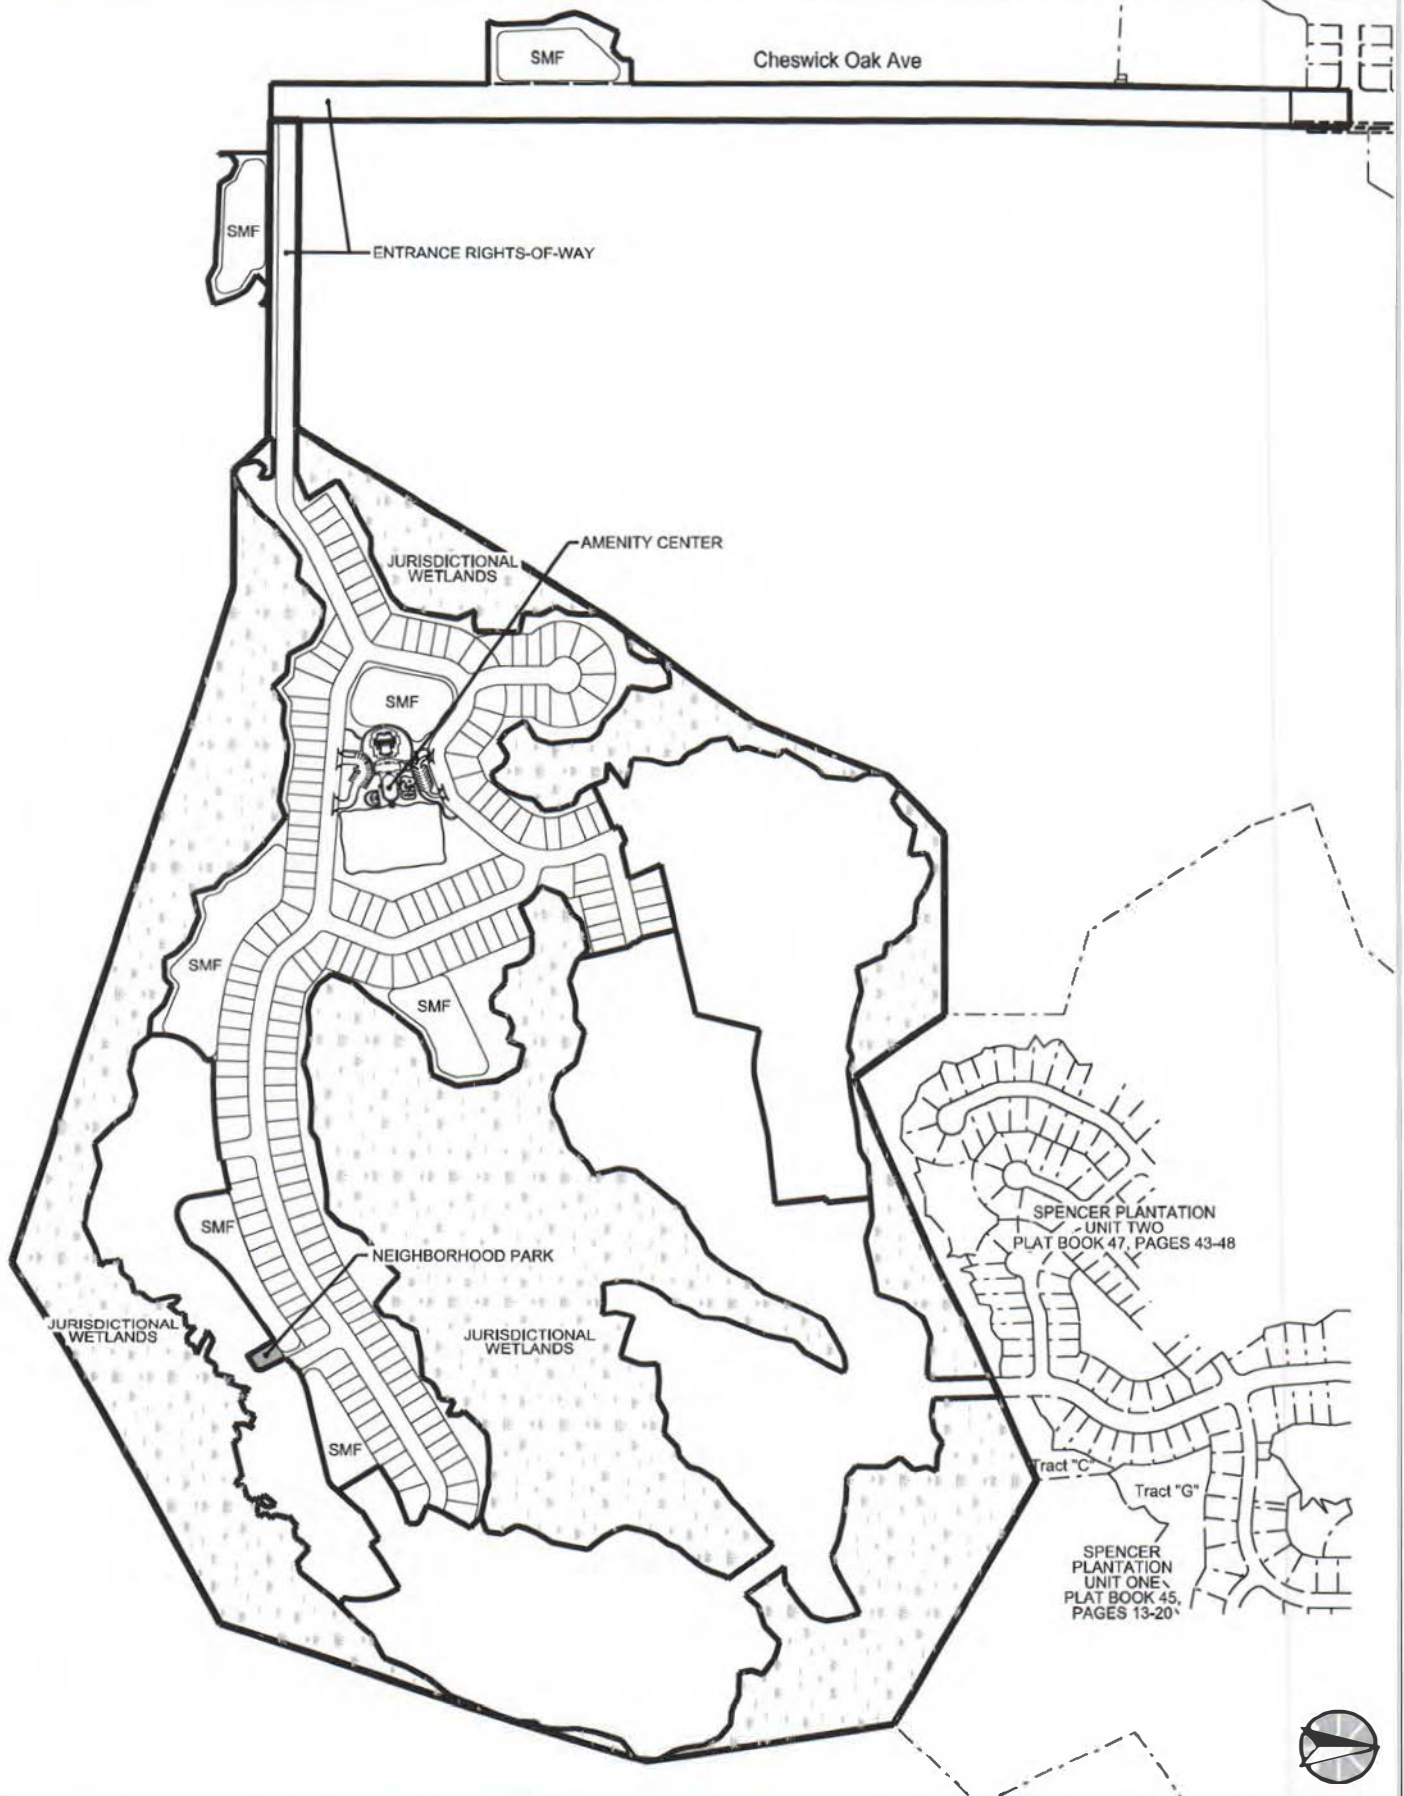 SMF
Cheswick Oak Ave
SMF
ENTRANCE RIGHTS-OF-WAY
AMENITY CENTER
JURISDICTIONAL
WETLANDS
SMF
SMF
SMF
SPENCER PLANTATION
UNIT TWO
PLAT BOOK 47, PAGES 43-48
SMF
NEIGHBORHOOD PARK
JURISDICTIONAL
WETLANDS
JURISDICTIONAL
WETLANDS
SMF
Tract "C"
Tract "G"
SPENCER
PLANTATION
UNIT ONE
PLAT BOOK 45,
PAGES 13-20